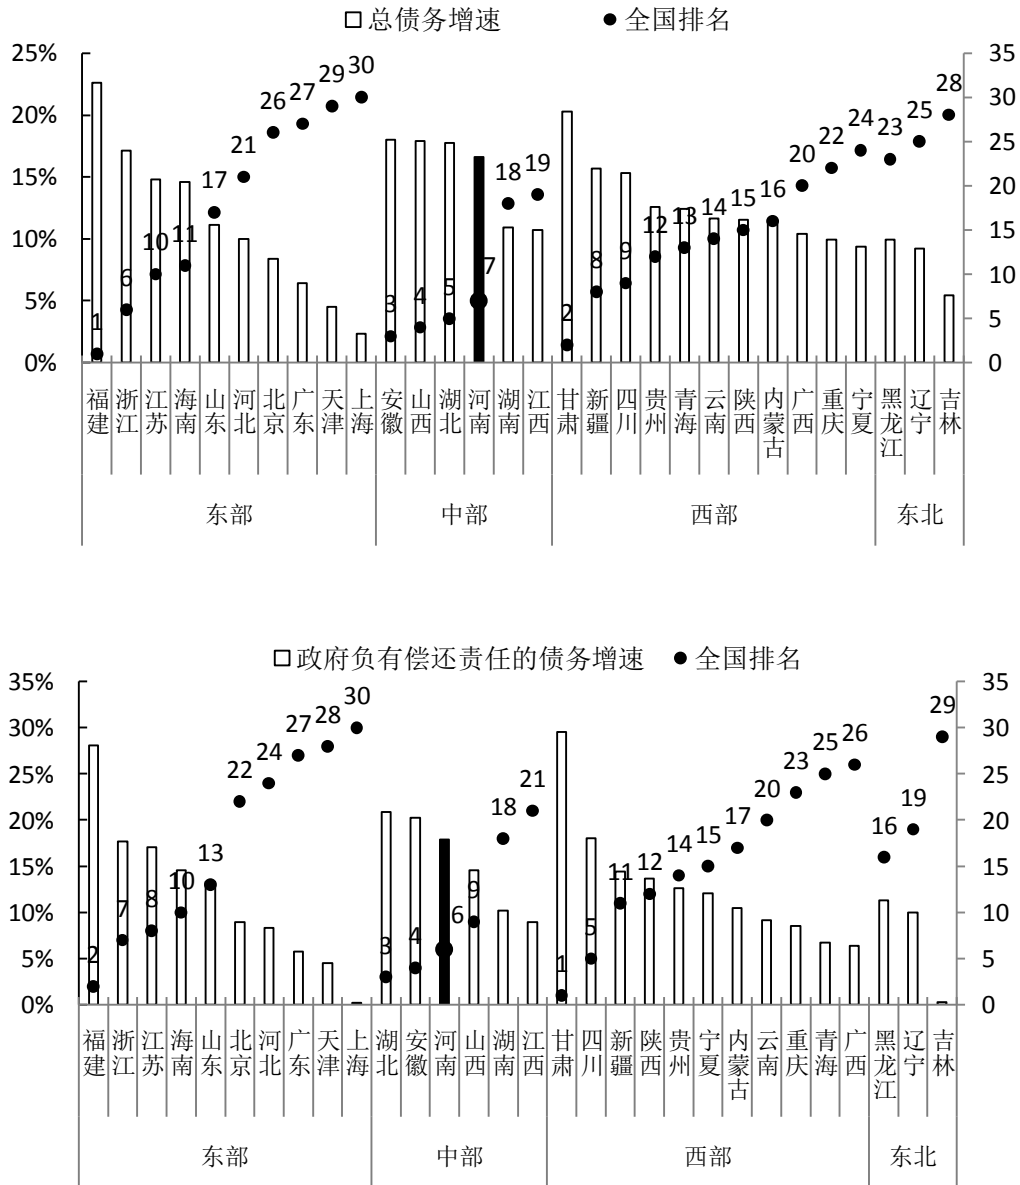 总债务增速 全国排名
25% 35
20% 30
15% 25
10% 20
5% 15
0% 10
5
0
1 6 10 11 17 21 26 27 29 30 3 4 5 7 18 19 2 8 9 12 13 14 15 16 20 22 24 23 25 28
福建 浙江 江苏 海南 山东 河北 北京 广东 天津 上海 安徽 山西 湖北 河南 湖南 江西 甘肃 新疆 四川 贵州 青海 云南 陕西 内蒙古 广西 重庆 宁夏 黑龙江 辽宁 吉林
东部 中部 西部 东北
政府负有偿还责任的债务增速 全国排名
35% 35
30% 30
25% 25
20% 20
15% 15
10% 10
5% 5
0% 0
2 7 8 10 13 22 24 27 28 30 3 4 6 9 18 21 1 5 11 12 14 15 17 20 23 25 26 16 19 29
福建 浙江 江苏 海南 山东 北京 河北 广东 天津 上海 湖北 安徽 河南 山西 湖南 江西 甘肃 四川 新疆 陕西 贵州 宁夏 内蒙古 云南 重庆 青海 广西 黑龙江 辽宁 吉林
东部 中部 西部 东北